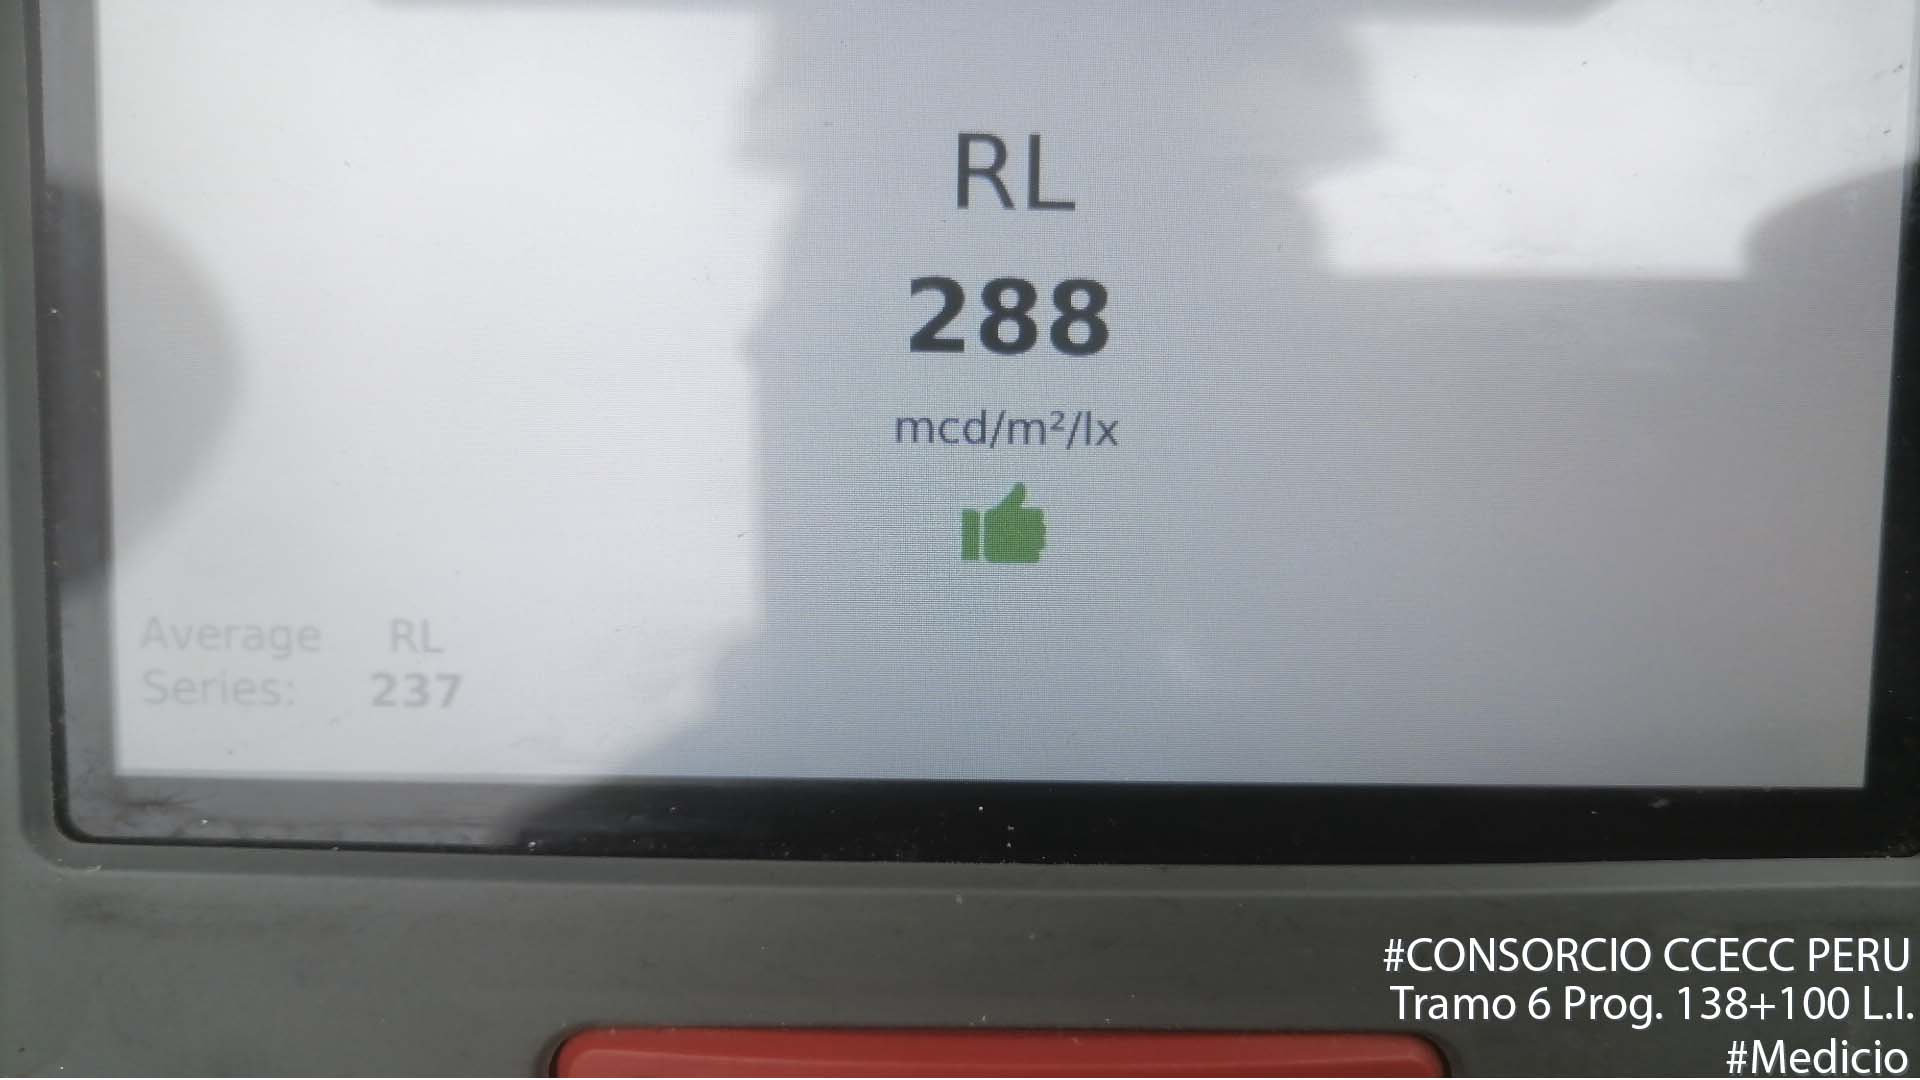 RL
288
mcd/m²/lx
Average RL
Series: 237
#CONSORCIO CCECC PERU
Tramo 6 Prog. 138+100 L.I.
#Medicio